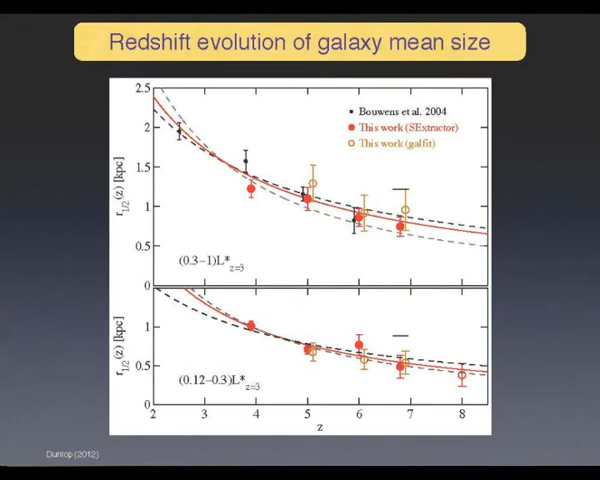 Redshift evolution of galaxy mean size
2.5
2
1.5
1
0.5
0
r1/2(z) [kpc]
Bouwens et al. 2004
This work (SExtractor)
This work (galfit)
(0.3−1)L*z=3
1
0.5
0
r1/2(z) [kpc]
(0.12−0.3)L*z=3
2 3 4 5 6 7 8
z
Dunlop (2012)